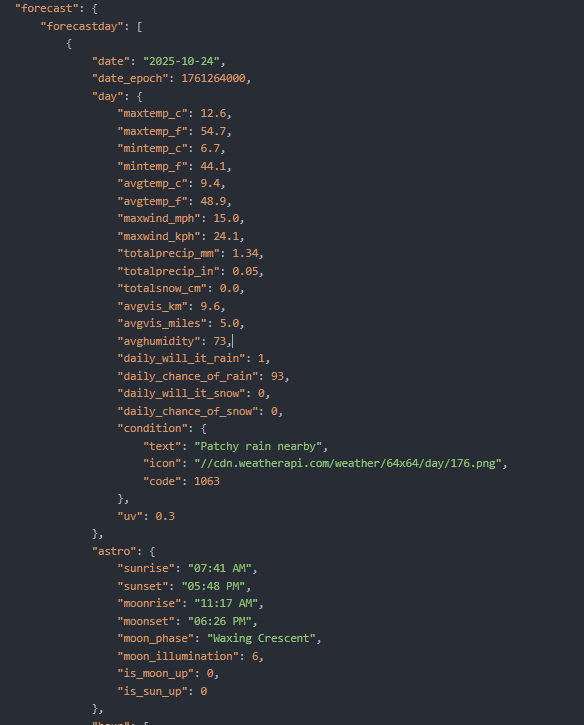 "forecast": {
"forecastday": [
{
"date": "2025-10-24",
"date_epoch": 1761264000,
"day": {
"maxtemp_c": 12.6,
"maxtemp_f": 54.7,
"mintemp_c": 6.7,
"mintemp_f": 44.1,
"avgtemp_c": 9.4,
"avgtemp_f": 48.9,
"maxwind_mph": 15.0,
"maxwind_kph": 24.1,
"totalprecip_mm": 1.34,
"totalprecip_in": 0.05,
"totalsnow_cm": 0.0,
"avgvis_km": 9.6,
"avgvis_miles": 5.0,
"avghumidity": 73,
"daily_will_it_rain": 1,
"daily_chance_of_rain": 93,
"daily_will_it_snow": 0,
"daily_chance_of_snow": 0,
"condition": {
"text": "Patchy rain nearby",
"icon": "//cdn.weatherapi.com/weather/64x64/day/176.png",
"code": 1063
},
"uv": 0.3
},
"astro": {
"sunrise": "07:41 AM",
"sunset": "05:48 PM",
"moonrise": "11:17 AM",
"moonset": "06:26 PM",
"moon_phase": "Waxing Crescent",
"moon_illumination": 6,
"is_moon_up": 0,
"is_sun_up": 0
},